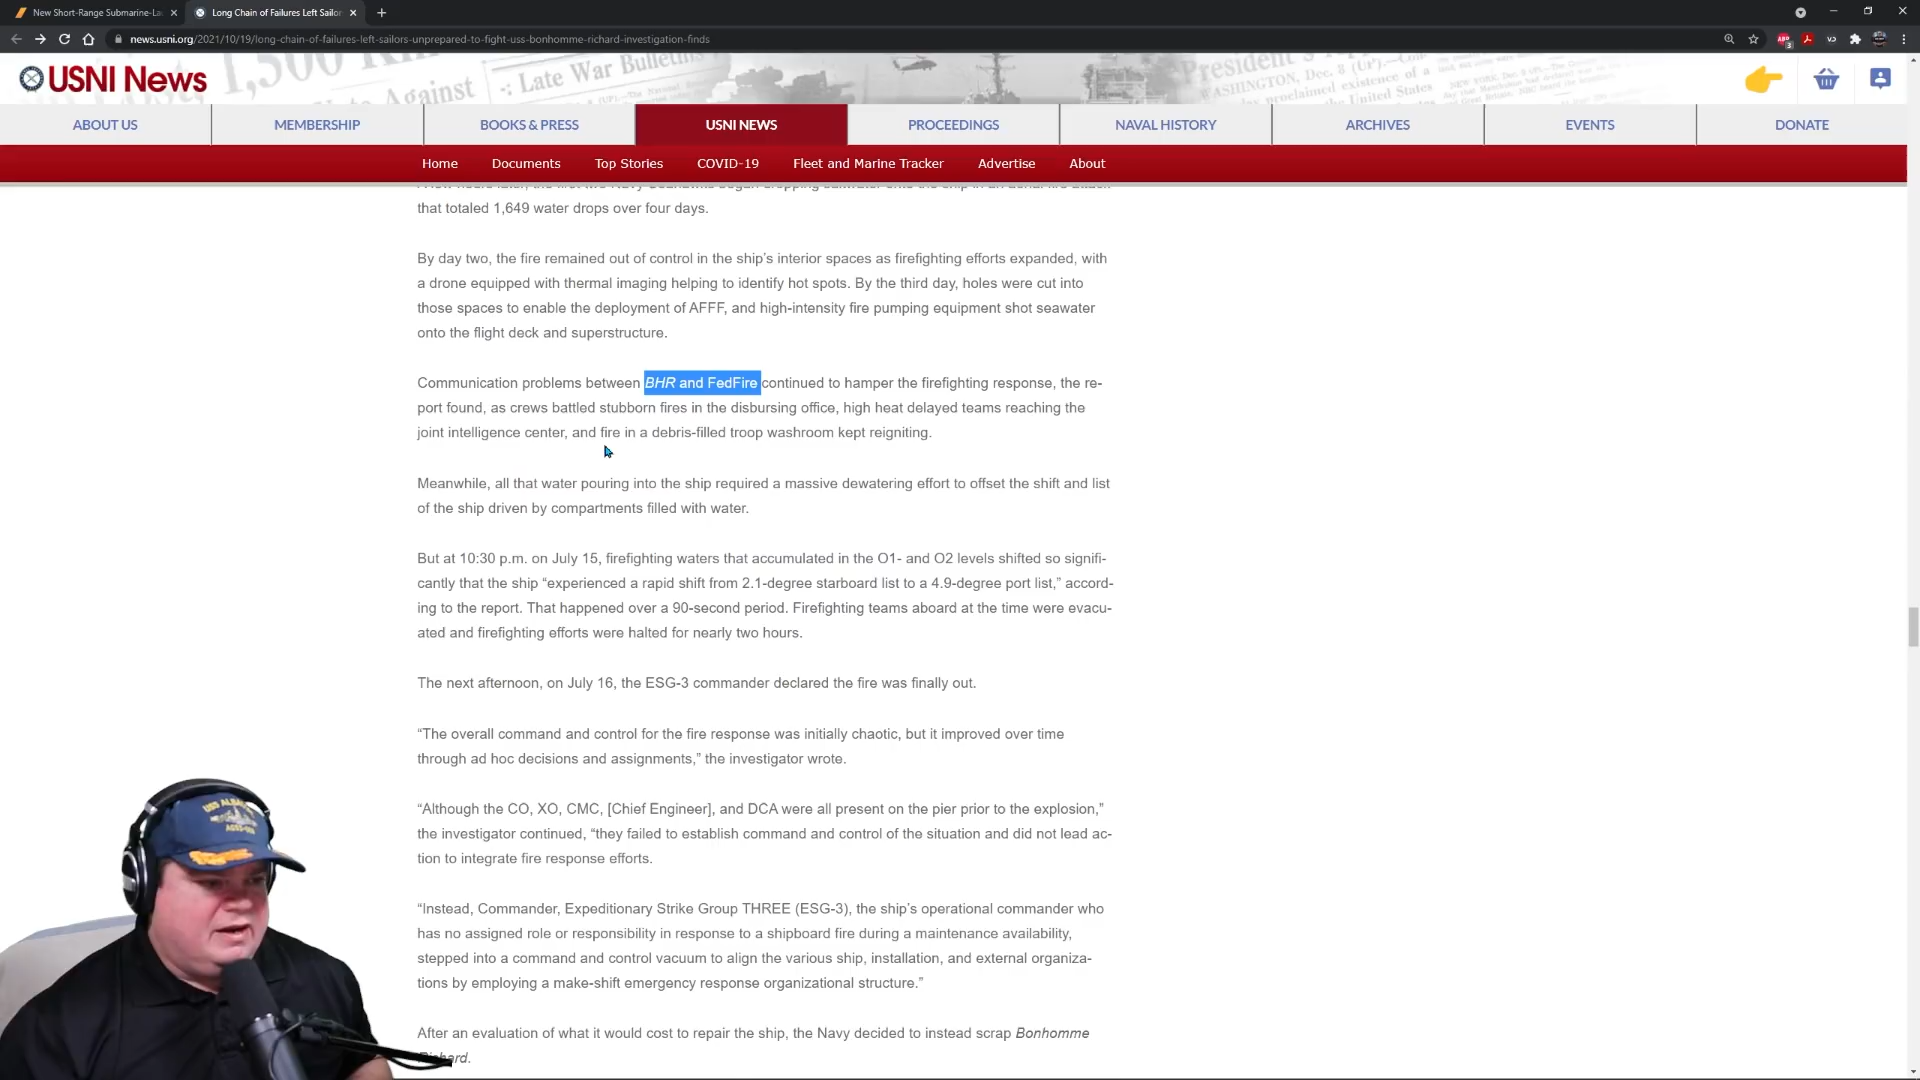 New Short-Range Submarine-La
Long Chain of Failures Left Sailor
news.usni.org/2021/10/19/long-chain-of-failures-left-sailors-unprepared-to-fight-uss-bonhomme-richard-investigation-finds
USNI News
Late War Bulletins
Against
President's
WASHINGTON, Dec. 8 (UP).
proclaimed existence of a
United States
ABOUT US
MEMBERSHIP
BOOKS & PRESS
USNI NEWS
PROCEEDINGS
NAVAL HISTORY
ARCHIVES
EVENTS
DONATE
Home
Documents
Top Stories
COVID-19
Fleet and Marine Tracker
Advertise
About
that totaled 1,649 water drops over four days.
By day two, the fire remained out of control in the ship’s interior spaces as firefighting efforts expanded, with
a drone equipped with thermal imaging helping to identify hot spots. By the third day, holes were cut into
those spaces to enable the deployment of AFFF, and high-intensity fire pumping equipment shot seawater
onto the flight deck and superstructure.
Communication problems between BHR and FedFire continued to hamper the firefighting response, the re-
port found, as crews battled stubborn fires in the disbursing office, high heat delayed teams reaching the
joint intelligence center, and fire in a debris-filled troop washroom kept reigniting.
Meanwhile, all that water pouring into the ship required a massive dewatering effort to offset the shift and list
of the ship driven by compartments filled with water.
But at 10:30 p.m. on July 15, firefighting waters that accumulated in the O1- and O2 levels shifted so signifi-
cantly that the ship “experienced a rapid shift from 2.1-degree starboard list to a 4.9-degree port list,” accord-
ing to the report. That happened over a 90-second period. Firefighting teams aboard at the time were evacu-
ated and firefighting efforts were halted for nearly two hours.
The next afternoon, on July 16, the ESG-3 commander declared the fire was finally out.
“The overall command and control for the fire response was initially chaotic, but it improved over time
through ad hoc decisions and assignments,” the investigator wrote.
“Although the CO, XO, CMC, [Chief Engineer], and DCA were all present on the pier prior to the explosion,”
the investigator continued, “they failed to establish command and control of the situation and did not lead ac-
tion to integrate fire response efforts.
“Instead, Commander, Expeditionary Strike Group THREE (ESG-3), the ship’s operational commander who
has no assigned role or responsibility in response to a shipboard fire during a maintenance availability,
stepped into a command and control vacuum to align the various ship, installation, and external organiza-
tions by employing a make-shift emergency response organizational structure.”
After an evaluation of what it would cost to repair the ship, the Navy decided to instead scrap Bonhomme
Richard.